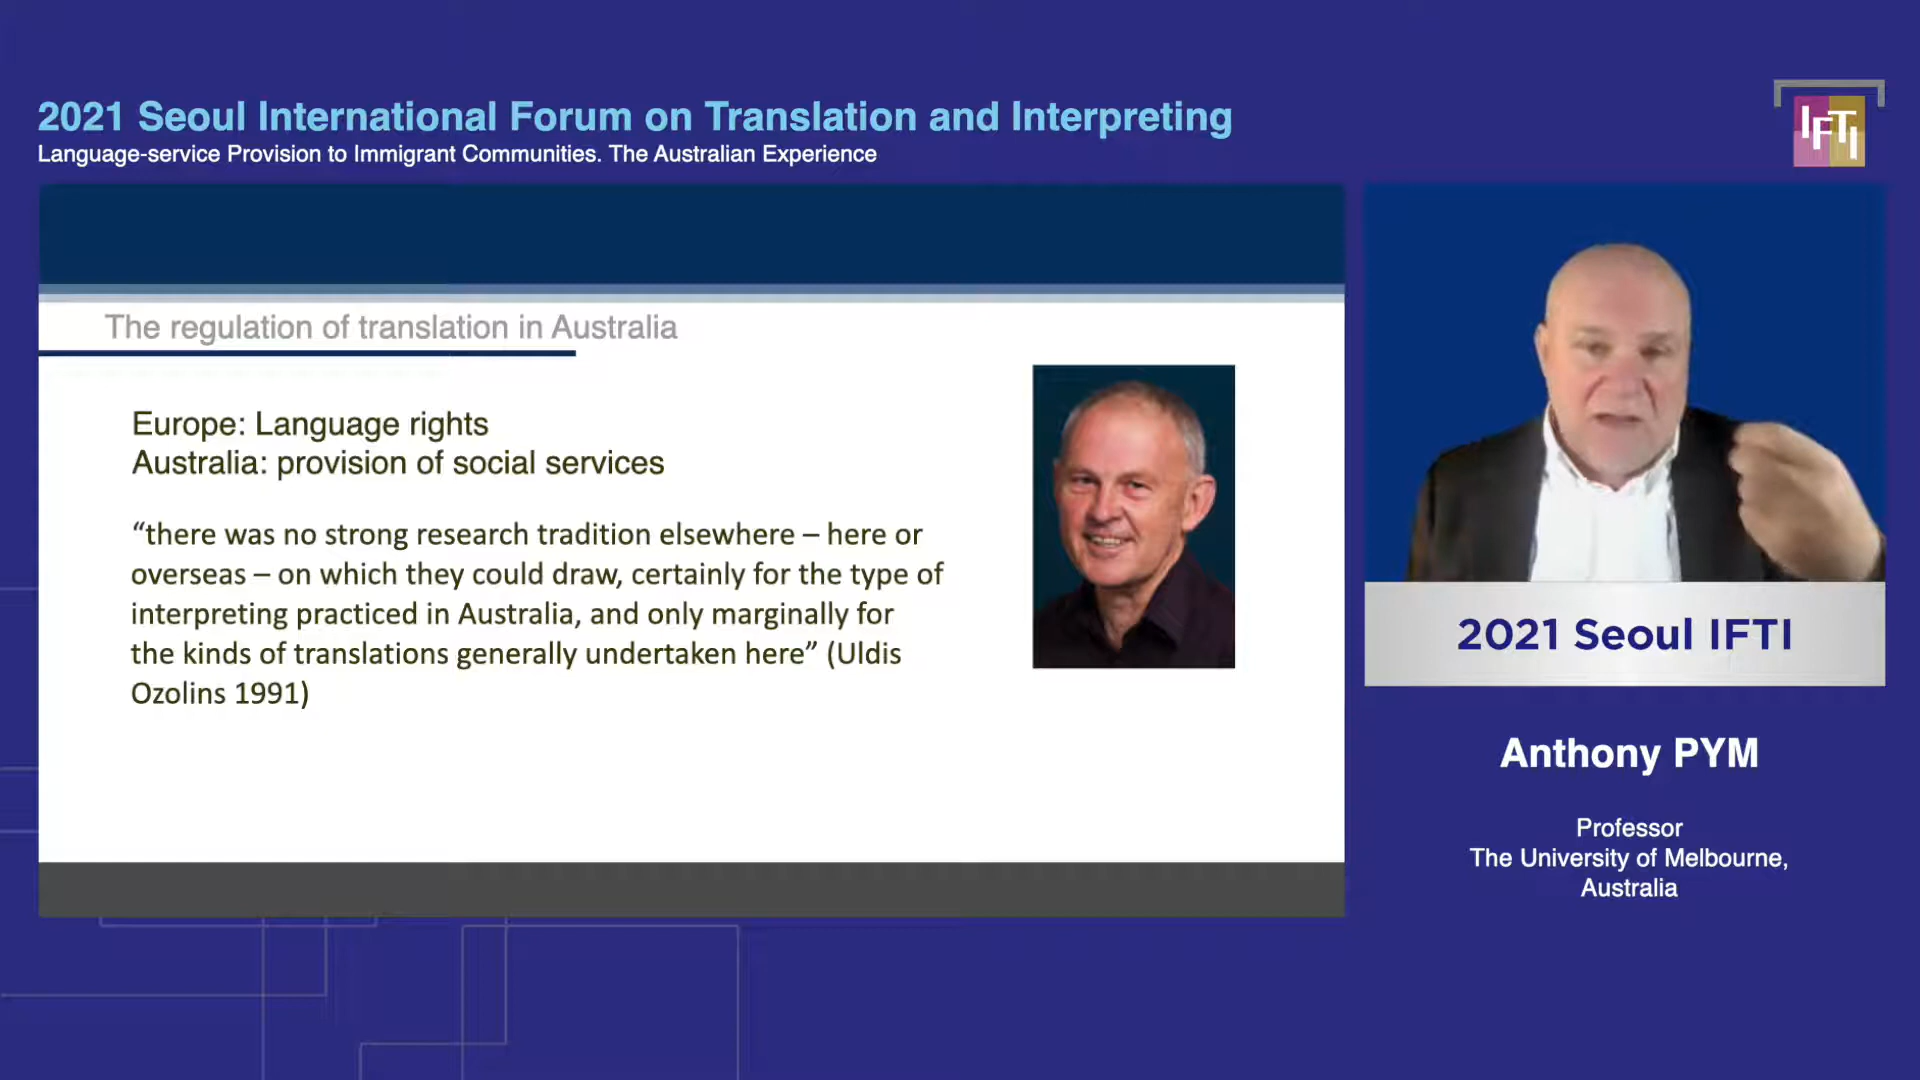 2021 Seoul International Forum on Translation and Interpreting
Language-service Provision to Immigrant Communities. The Australian Experience
IFTI
The regulation of translation in Australia
Europe: Language rights
Australia: provision of social services
“there was no strong research tradition elsewhere – here or
overseas – on which they could draw, certainly for the type of
interpreting practiced in Australia, and only marginally for
the kinds of translations generally undertaken here” (Uldis
Ozolins 1991)
2021 Seoul IFTI
Anthony PYM
Professor
The University of Melbourne,
Australia